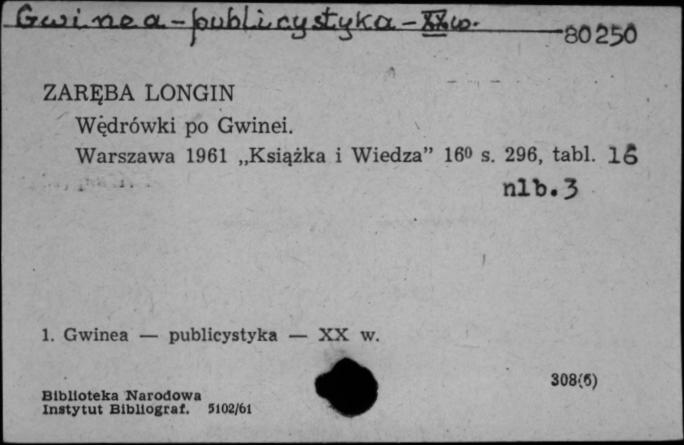 Gwinea - publicystyka - XX w.
80250
ZARĘBA LONGIN
Wędrówki po Gwinei.
Warszawa 1961 „Książka i Wiedza” 16⁰ s. 296, tabl. 16
nlb. 3
1. Gwinea — publicystyka — XX w.
308(6)
Biblioteka Narodowa
Instytut Bibliograf. 5102/61